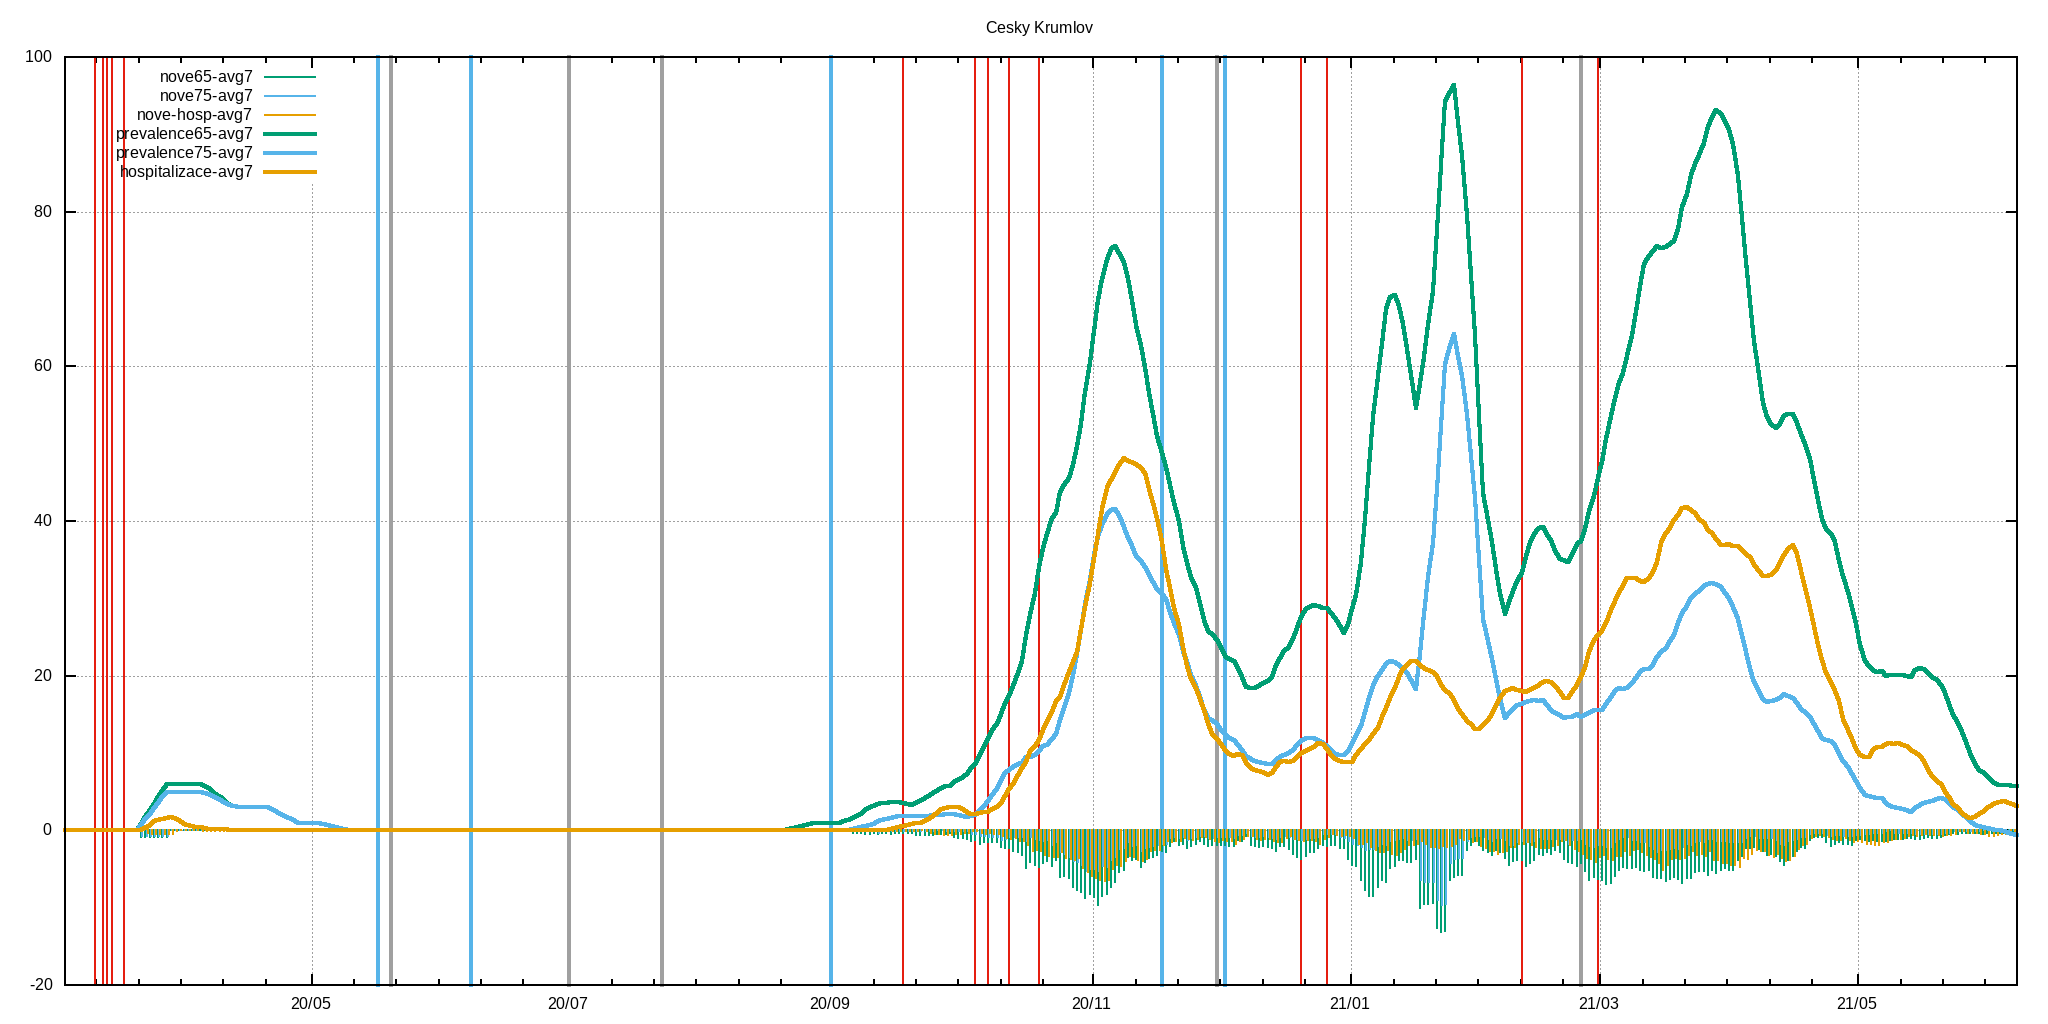 Cesky Krumlov
100
80
60
40
20
0
-20
nove65-avg7
nove75-avg7
nove-hosp-avg7
prevalence65-avg7
prevalence75-avg7
hospitalizace-avg7
20/05 20/07 20/09 20/11 21/01 21/03 21/05